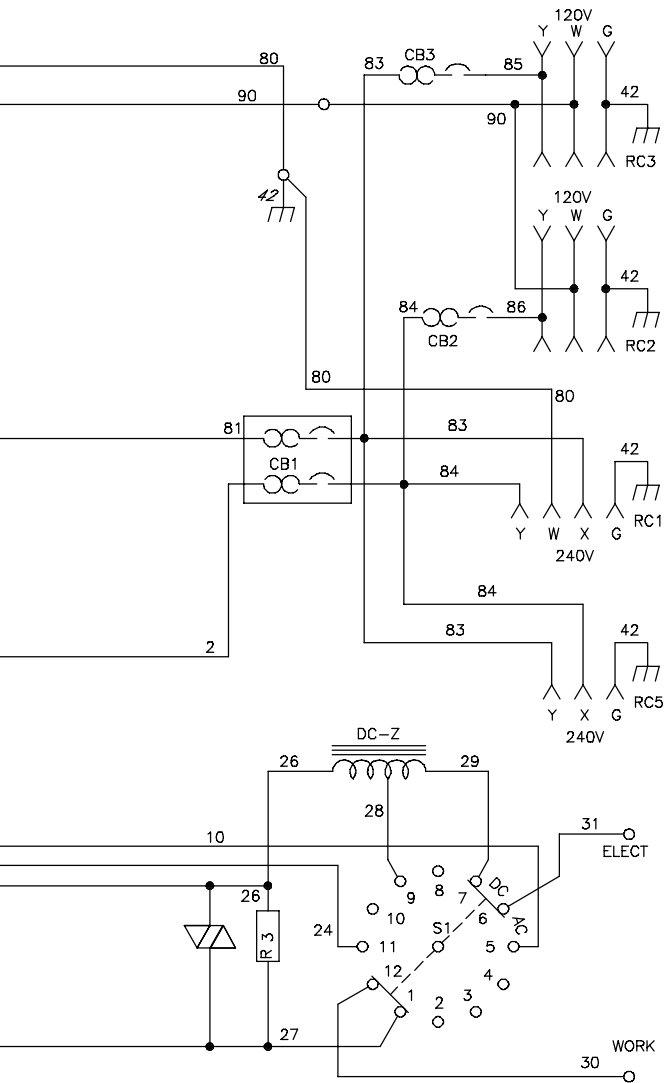 120V
Y W G
80
83 CB3 85
90
90
42
RC3
42
120V
Y W G
42
84 86
CB2
RC2
80
80
81
83
42
CB1
84
RC1
Y W X G
240V
84
2
83
42
RC5
Y X G
240V
DC-Z
26 29
28
10
31
ELECT
26
9 8 7 DC
10 6 AC
R 3
24 S1
11 5
12 4
1 2 3
27
WORK
30